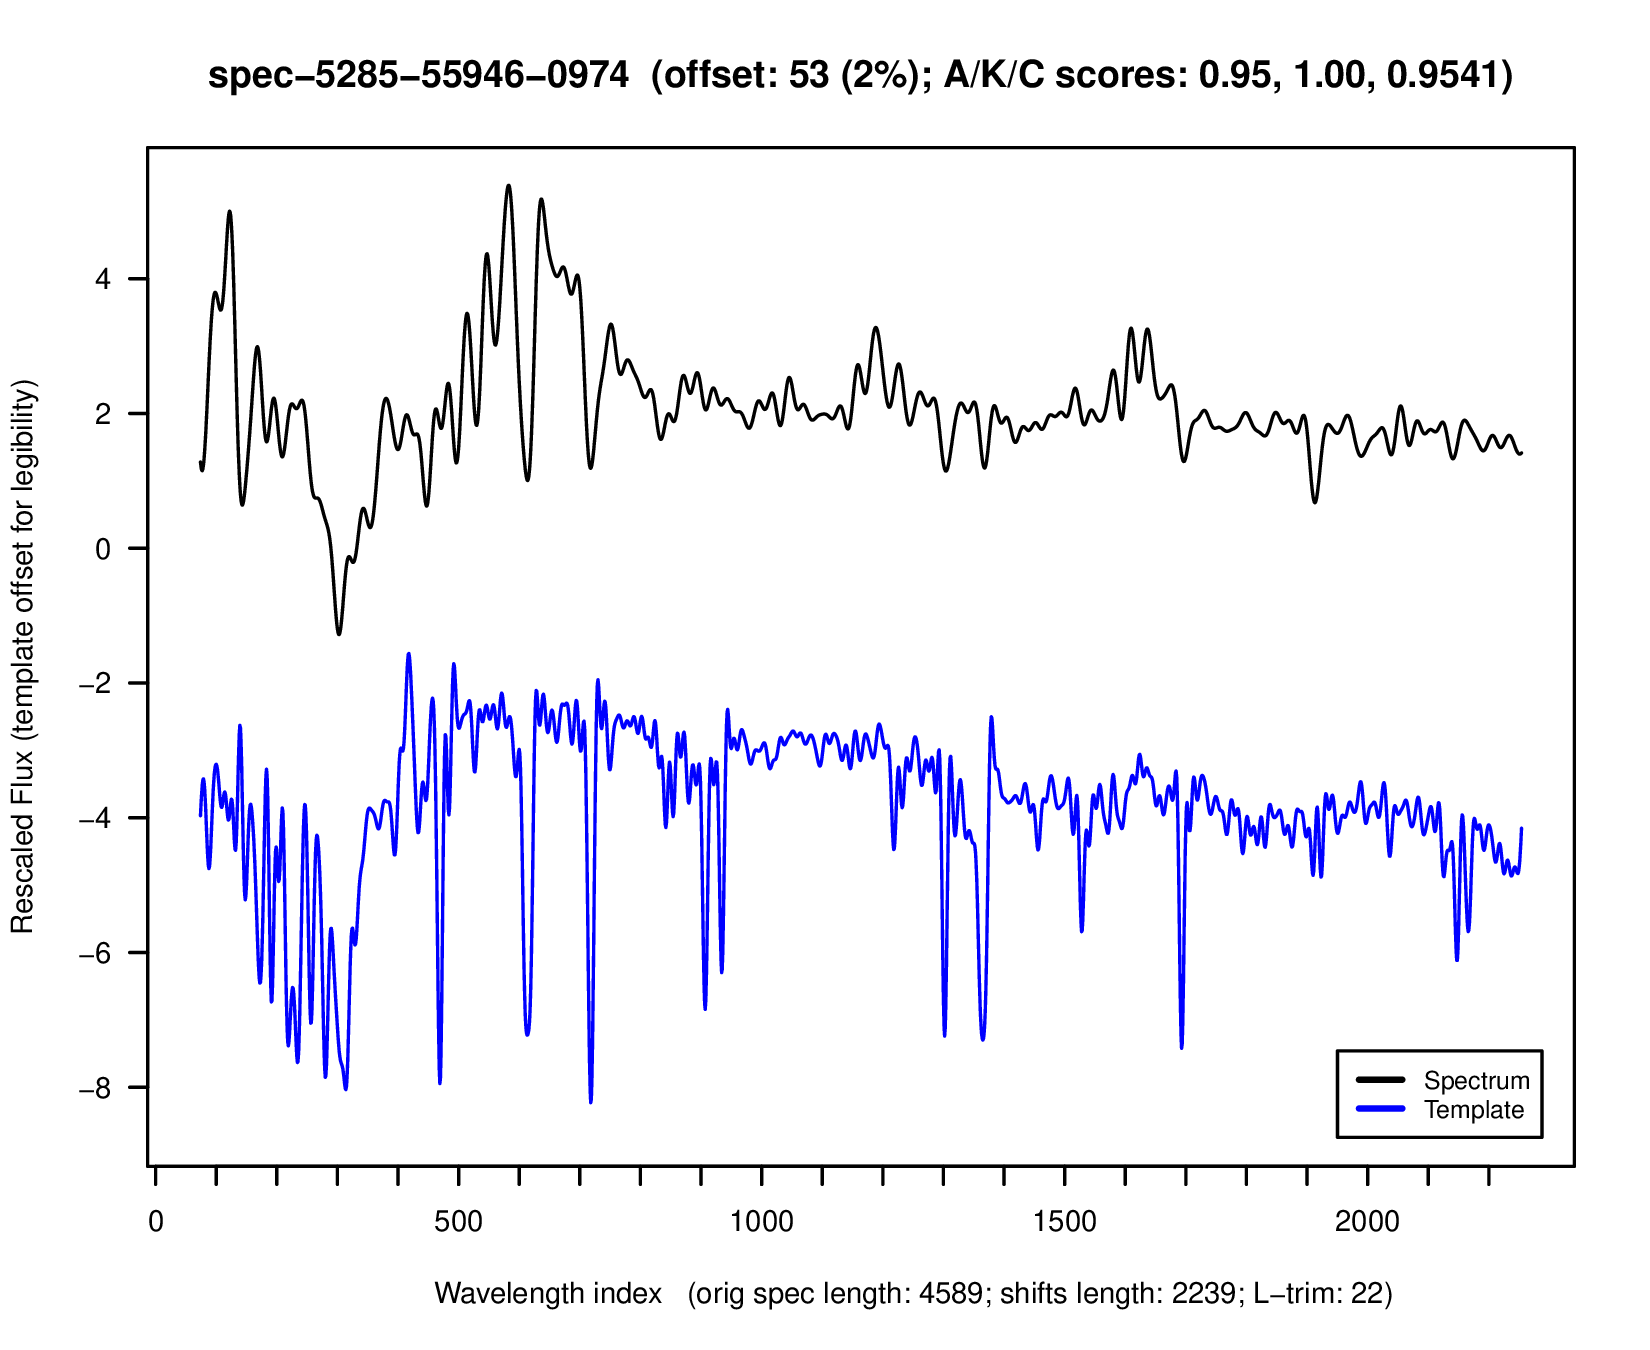 spec−5285−55946−0974 (offset: 53 (2%); A/K/C scores: 0.95, 1.00, 0.9541)
Rescaled Flux (template offset for legibility)
4
2
0
−2
−4
−6
−8
Spectrum
Template
0 500 1000 1500 2000
Wavelength index (orig spec length: 4589; shifts length: 2239; L−trim: 22)